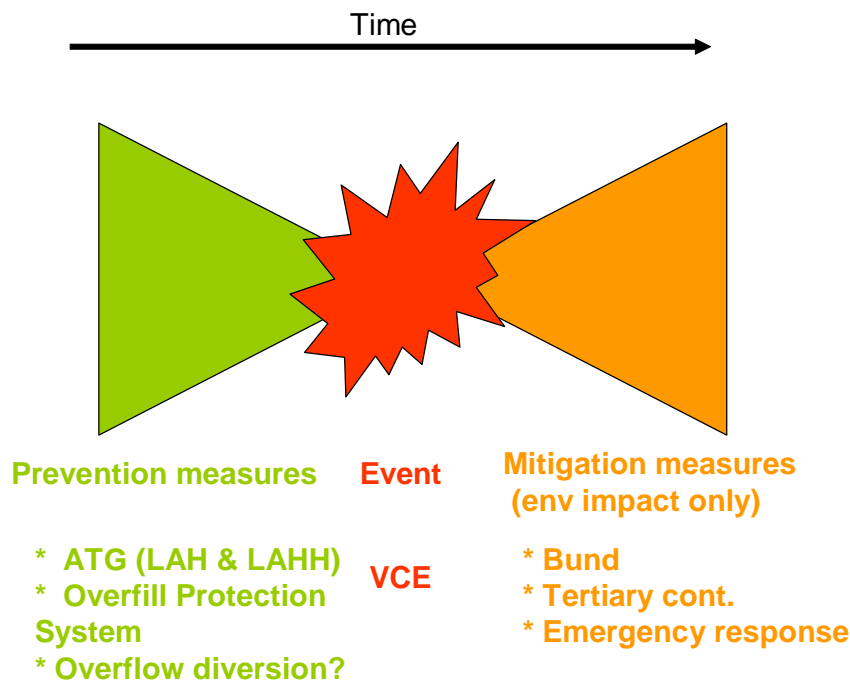 Time
Prevention measures
Event
Mitigation measures
(env impact only)
* ATG (LAH & LAHH)
* Overfill Protection
System
* Overflow diversion?
VCE
* Bund
* Tertiary cont.
* Emergency response